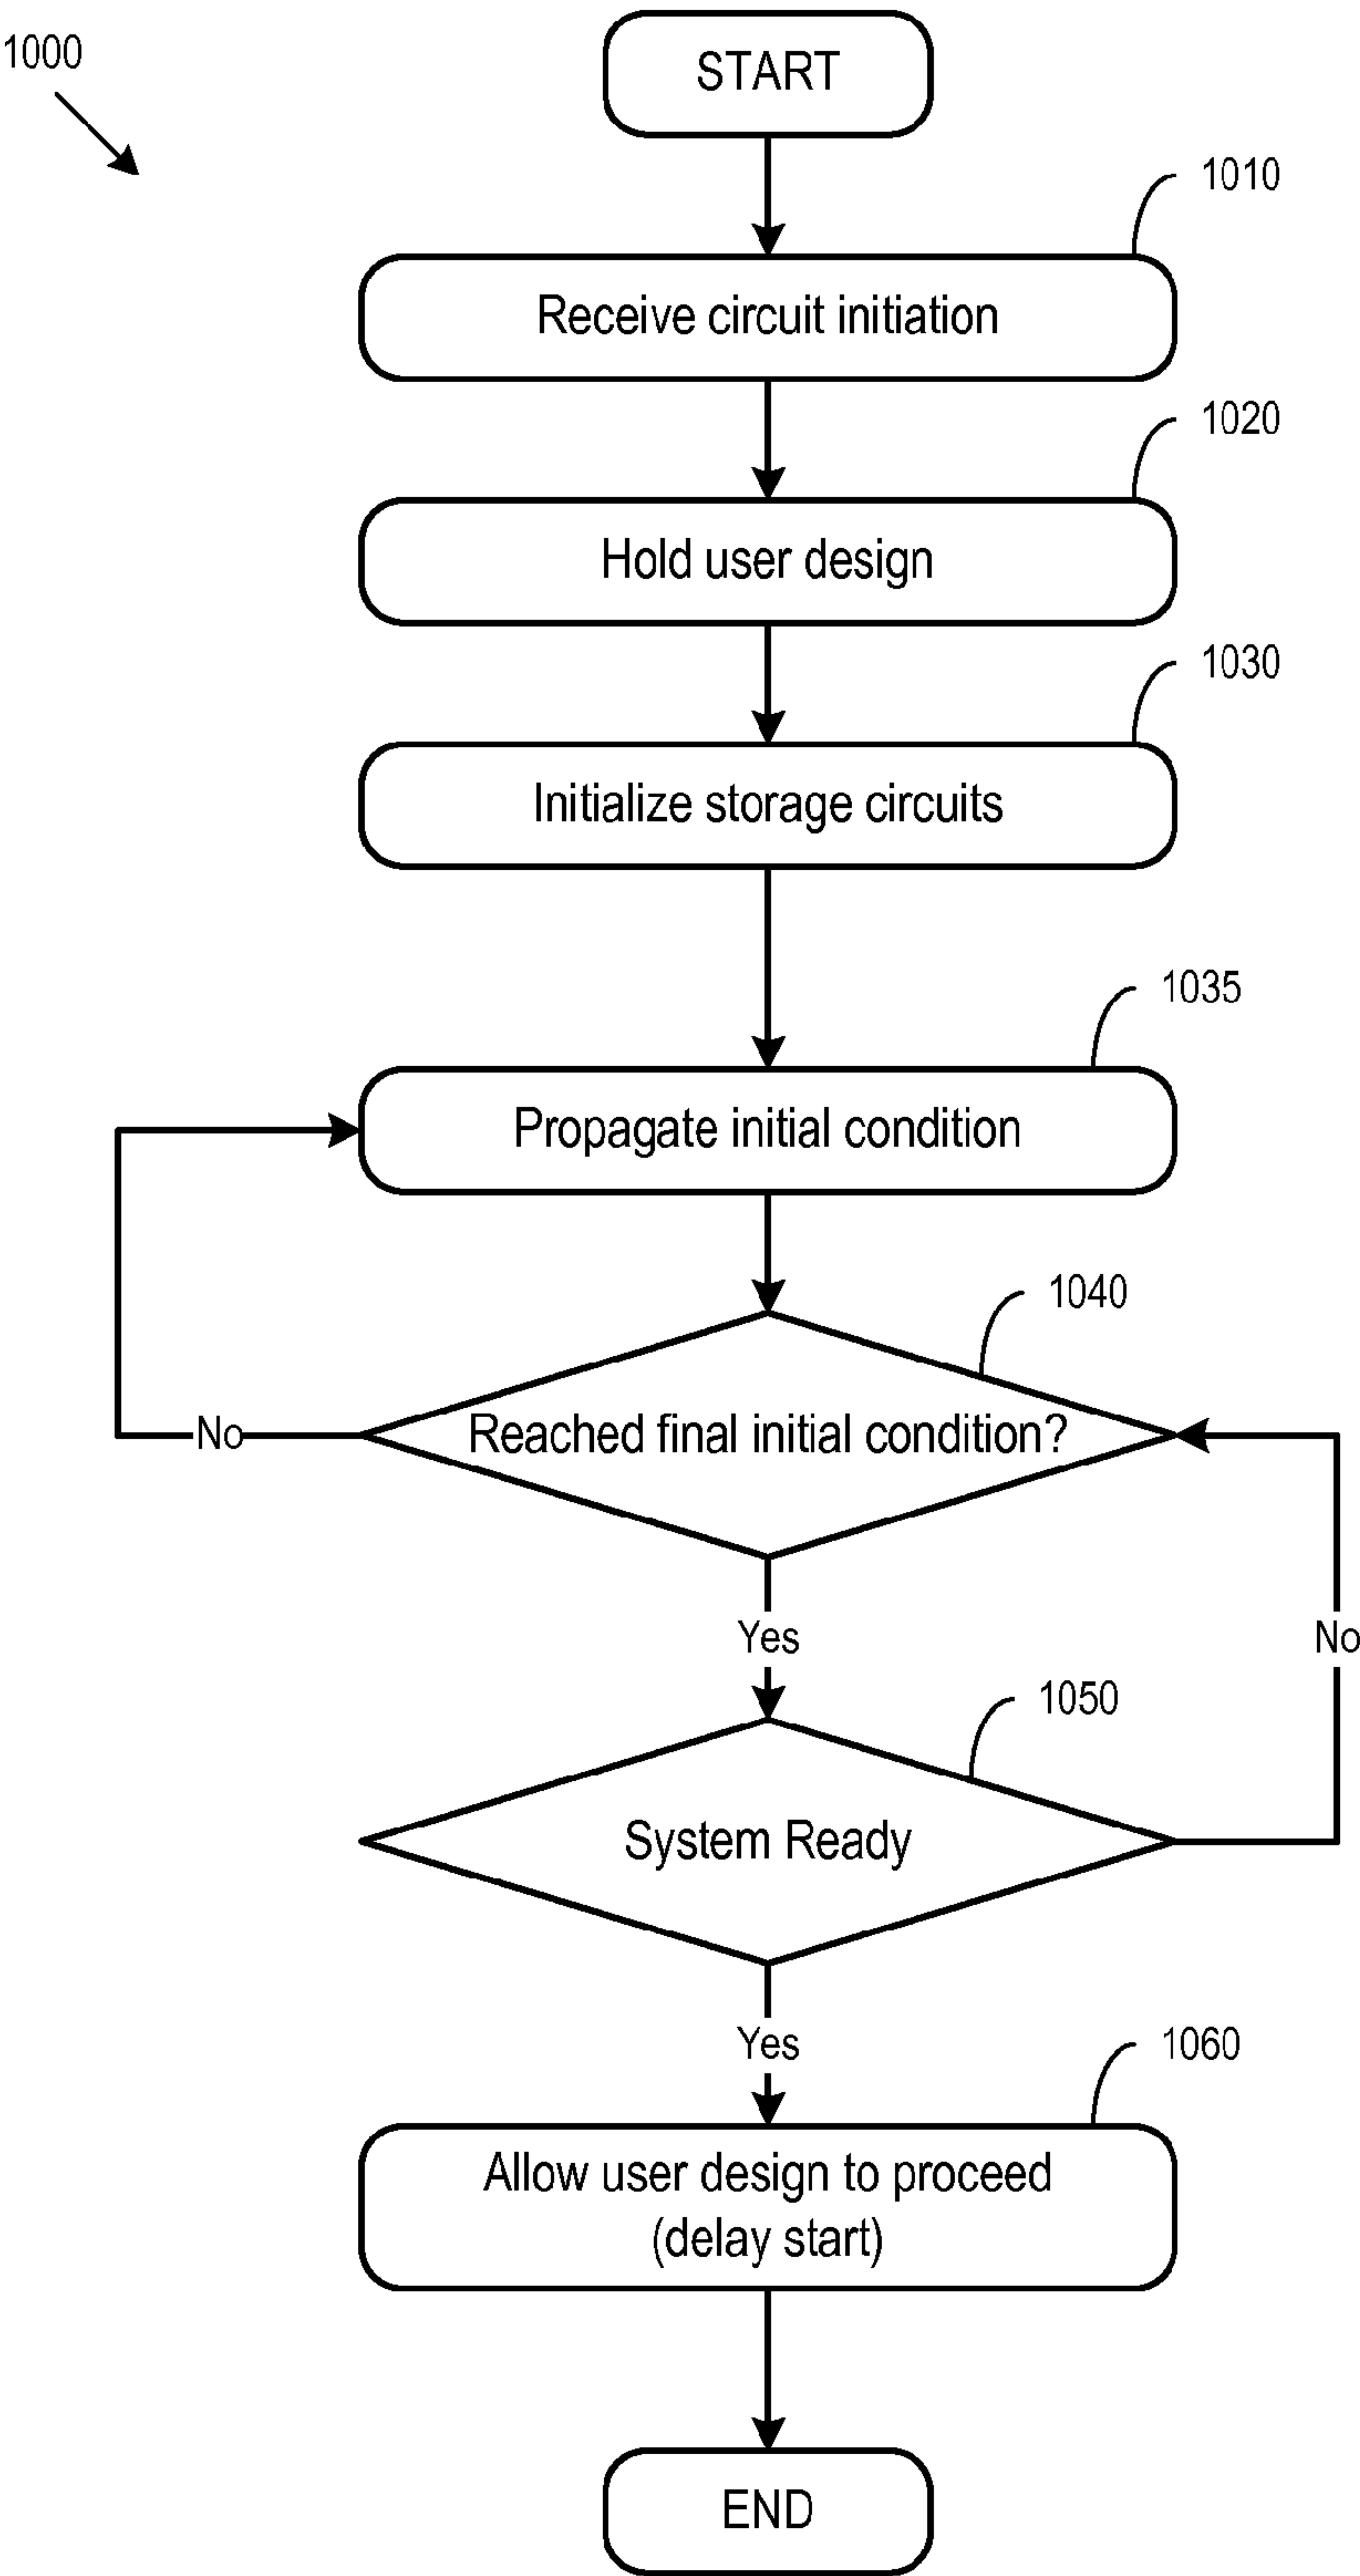 1000
START
1010
Receive circuit initiation
1020
Hold user design
1030
Initialize storage circuits
1035
Propagate initial condition
1040
Reached final initial condition?
No
Yes
No
1050
System Ready
Yes
1060
Allow user design to proceed
(delay start)
END